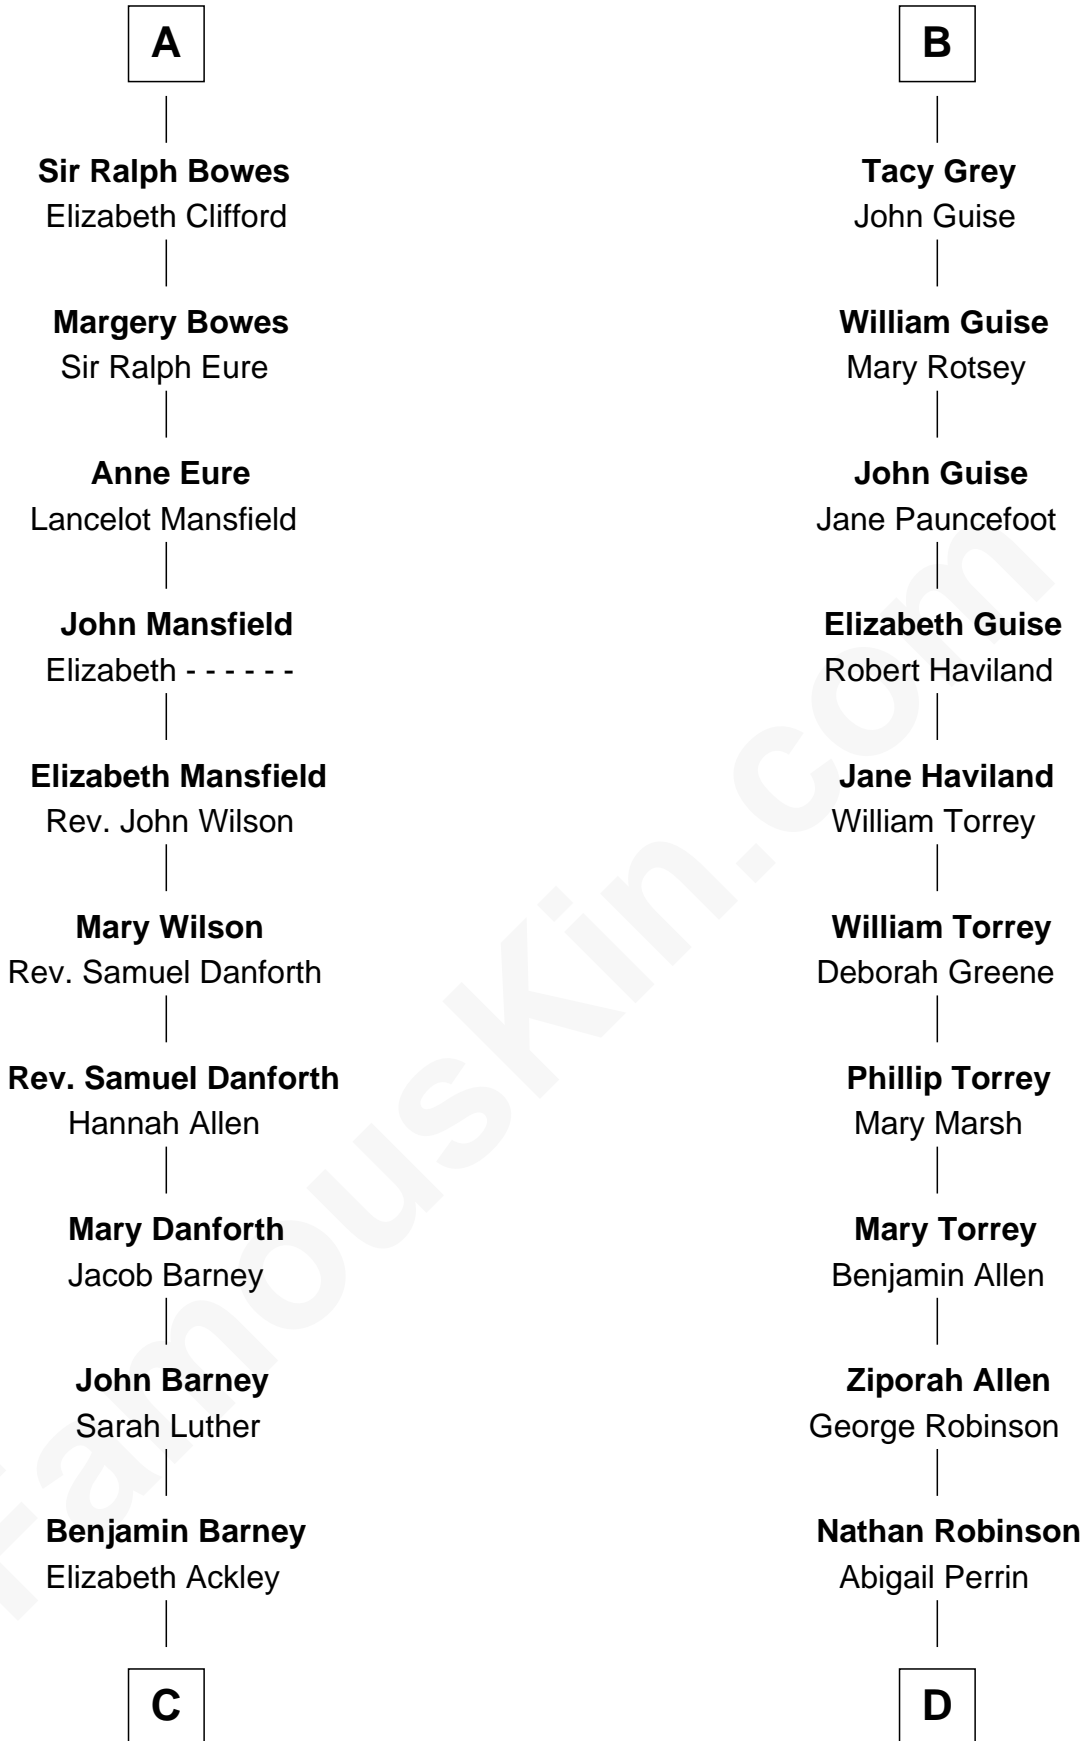 A
Sir Ralph Bowes
Elizabeth Clifford
Margery Bowes
Sir Ralph Eure
Anne Eure
Lancelot Mansfield
John Mansfield
Elizabeth - - - - - -
Elizabeth Mansfield
Rev. John Wilson
Mary Wilson
Rev. Samuel Danforth
Rev. Samuel Danforth
Hannah Allen
Mary Danforth
Jacob Barney
John Barney
Sarah Luther
Benjamin Barney
Elizabeth Ackley
C
B
Tacy Grey
John Guise
William Guise
Mary Rotsey
John Guise
Jane Pauncefoot
Elizabeth Guise
Robert Haviland
Jane Haviland
William Torrey
William Torrey
Deborah Greene
Phillip Torrey
Mary Marsh
Mary Torrey
Benjamin Allen
Ziporah Allen
George Robinson
Nathan Robinson
Abigail Perrin
D
FamousKin.com